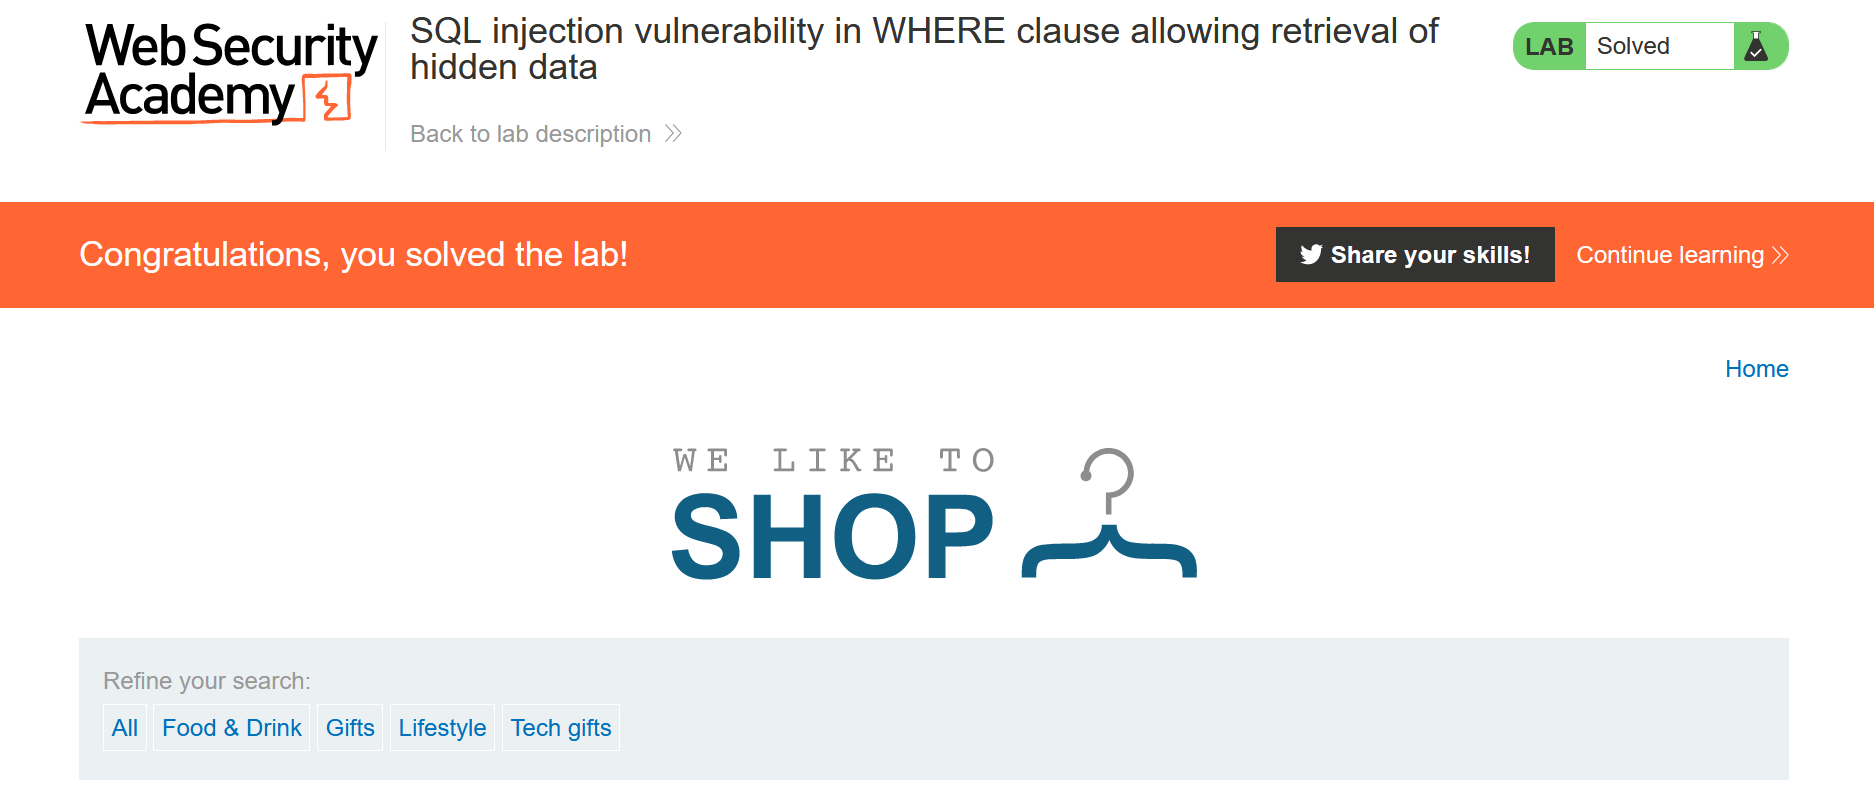 Web Security
Academy
SQL injection vulnerability in WHERE clause allowing retrieval of
hidden data
LAB Solved
Back to lab description
Congratulations, you solved the lab!
Share your skills!
Continue learning
Home
WE LIKE TO
SHOP
Refine your search:
All Food & Drink Gifts Lifestyle Tech gifts